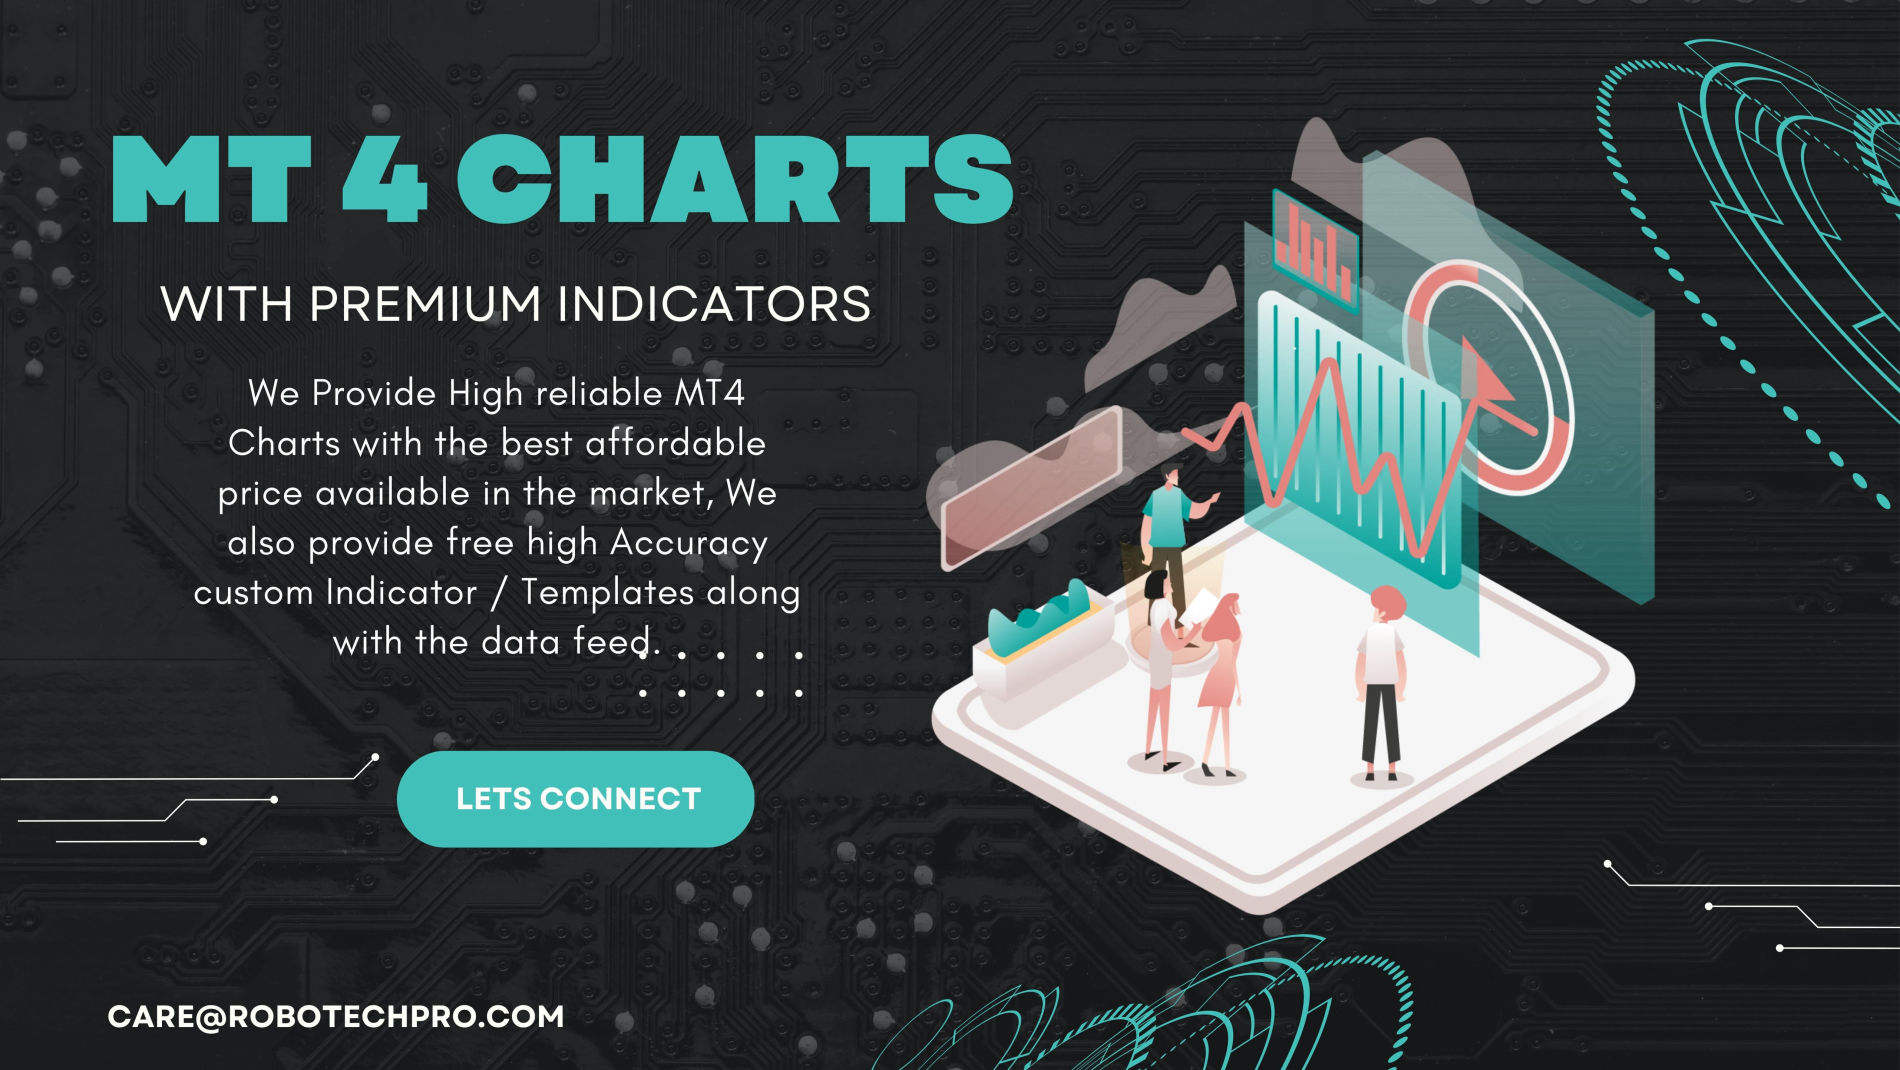 MT 4 CHARTS
WITH PREMIUM INDICATORS
We Provide High reliable MT4
Charts with the best affordable
price available in the market, We
also provide free high Accuracy
custom Indicator / Templates along
with the data feed.
LETS CONNECT
CARE@ROBOTECHPRO.COM